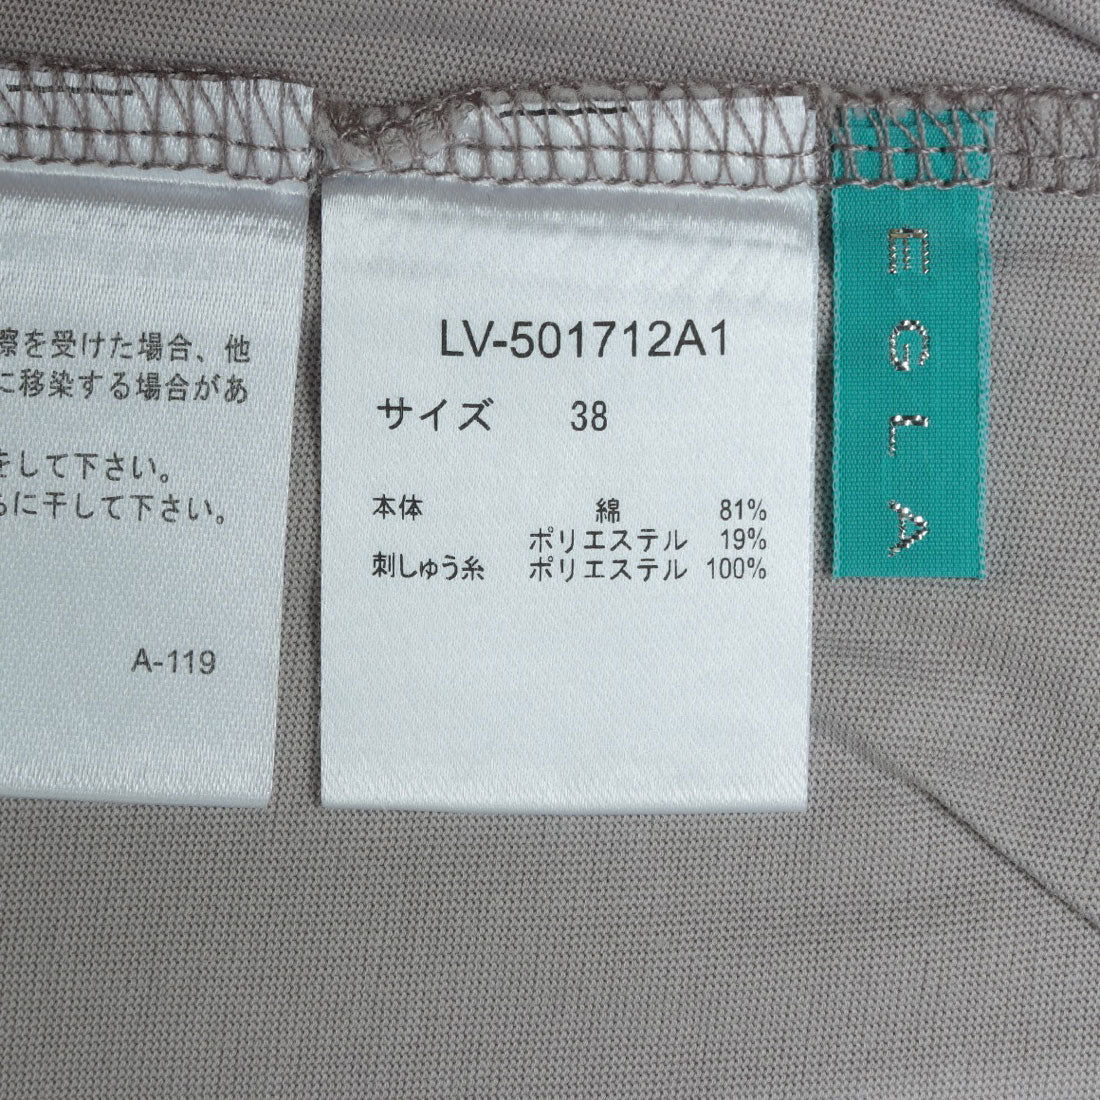 際を受けた場合、他
に移染する場合があ
をして下さい。
らに干して下さい。
A-119
LV-501712A1
サイズ 38
本体 綿 81%
ポリエステル 19%
刺しゅう糸 ポリエステル 100%
EGLA